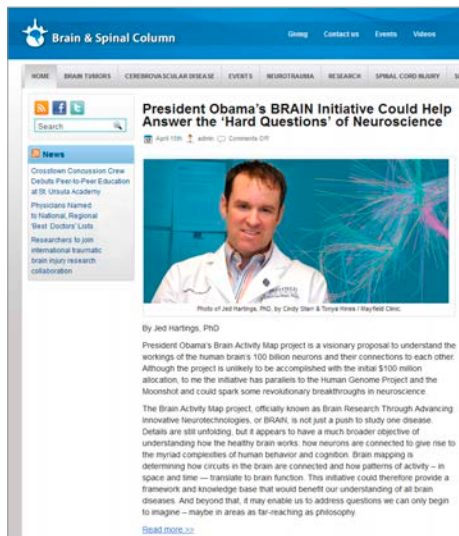 Brain & Spinal Column
Giving Contact us Events Videos
HOME BRAIN TUMORS CEREBROVASCULAR DISEASE EVENTS NEUROTRAUMA RESEARCH SPINAL CORD INJURY
Search
News
Crosstown Concussion Crew
Debuts Peer-to-Peer Education
at St. Ursula Academy
Physicians Named
to National, Regional
'Best Doctors' Lists
Researchers to join
international traumatic
brain injury research
collaboration
President Obama's BRAIN Initiative Could Help
Answer the 'Hard Questions' of Neuroscience
April 15th admin Comments Off
Photo of Jed Hartings, PhD, by Cindy Starr & Tonya Hines / Mayfield Clinic.
By Jed Hartings, PhD
President Obama's Brain Activity Map project is a visionary proposal to understand the
workings of the human brain's 100 billion neurons and their connections to each other.
Although the project is unlikely to be accomplished with the initial $100 million
allocation, to me the initiative has parallels to the Human Genome Project and the
Moonshot and could spark some revolutionary breakthroughs in neuroscience.
The Brain Activity Map project, officially known as Brain Research Through Advancing
Innovative Neurotechnologies, or BRAIN, is not just a push to study one disease.
Details are still unfolding, but it appears to have a much broader objective of
understanding how the healthy brain works: how neurons are connected to give rise to
the myriad complexities of human behavior and cognition. Brain mapping is
determining how circuits in the brain are connected and how patterns of activity – in
space and time — translate to brain function. This initiative could therefore provide a
framework and knowledge base that would benefit our understanding of all brain
diseases. And beyond that, it may enable us to address questions we can only begin
to imagine – maybe in areas as far-reaching as philosophy.
Read more >>